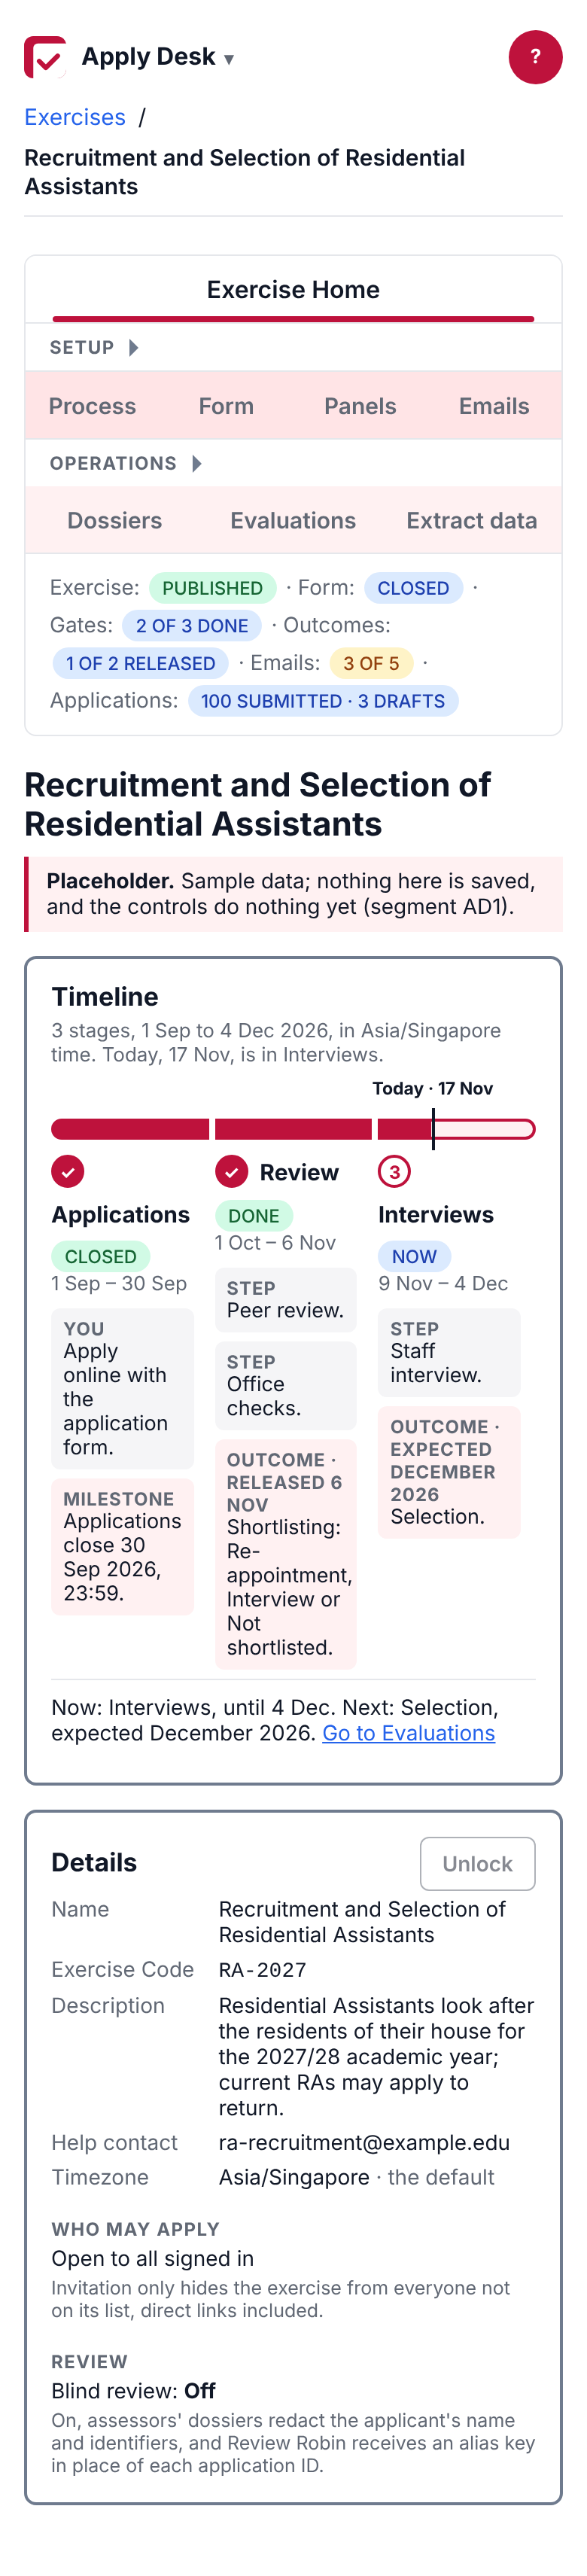 Apply Desk ▾
?
Exercises /
Recruitment and Selection of Residential
Assistants
Exercise Home
SETUP
Process Form Panels Emails
OPERATIONS
Dossiers Evaluations Extract data
Exercise: PUBLISHED · Form: CLOSED ·
Gates: 2 OF 3 DONE · Outcomes:
1 OF 2 RELEASED · Emails: 3 OF 5 ·
Applications: 100 SUBMITTED · 3 DRAFTS
Recruitment and Selection of
Residential Assistants
Placeholder. Sample data; nothing here is saved,
and the controls do nothing yet (segment AD1).
Timeline
3 stages, 1 Sep to 4 Dec 2026, in Asia/Singapore
time. Today, 17 Nov, is in Interviews.
Today · 17 Nov
Applications
CLOSED
1 Sep – 30 Sep
YOU
Apply
online with
the
application
form.
MILESTONE
Applications
close 30
Sep 2026,
23:59.
Review
DONE
1 Oct – 6 Nov
STEP
Peer review.
STEP
Office
checks.
OUTCOME ·
RELEASED 6
NOV
Shortlisting:
Re-
appointment,
Interview or
Not
shortlisted.
3
Interviews
NOW
9 Nov – 4 Dec
STEP
Staff
interview.
OUTCOME ·
EXPECTED
DECEMBER
2026
Selection.
Now: Interviews, until 4 Dec. Next: Selection,
expected December 2026. Go to Evaluations
Details
Unlock
Name Recruitment and Selection of
Residential Assistants
Exercise Code RA-2027
Description Residential Assistants look after
the residents of their house for
the 2027/28 academic year;
current RAs may apply to
return.
Help contact ra-recruitment@example.edu
Timezone Asia/Singapore · the default
WHO MAY APPLY
Open to all signed in
Invitation only hides the exercise from everyone not
on its list, direct links included.
REVIEW
Blind review: Off
On, assessors' dossiers redact the applicant's name
and identifiers, and Review Robin receives an alias key
in place of each application ID.